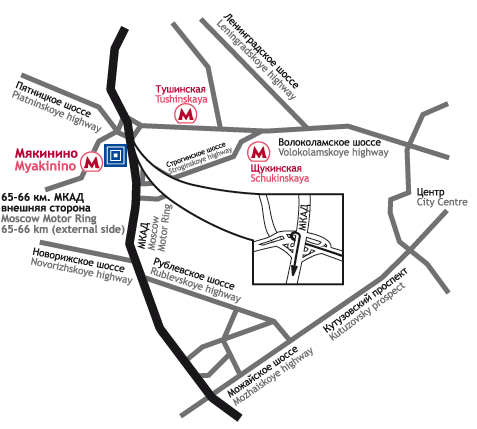 Ленинградское шоссе
Leningradskoye highway
Пятницкое шоссе
Piatninskoye highway
Тушинская
Tushinskaya
М
Мякинино
Myakinino
М
Строгинское шоссе
Stroginskoe highway
М
Щукинская
Schukinskaya
Волоколамское шоссе
Volokolamskoye highway
65-66 км. МКАД
внешняя сторона
Moscow Motor Ring
65-66 km (external side)
МКАД
Moscow
Motor Ring
МКАД
Центр
City Centre
Новорижское шоссе
Novorizhskoye highway
Рублевское шоссе
Rublevskoye highway
Кутузовский проспект
Kutuzovsky prospect
Можайское шоссе
Mozhaiskoye highway